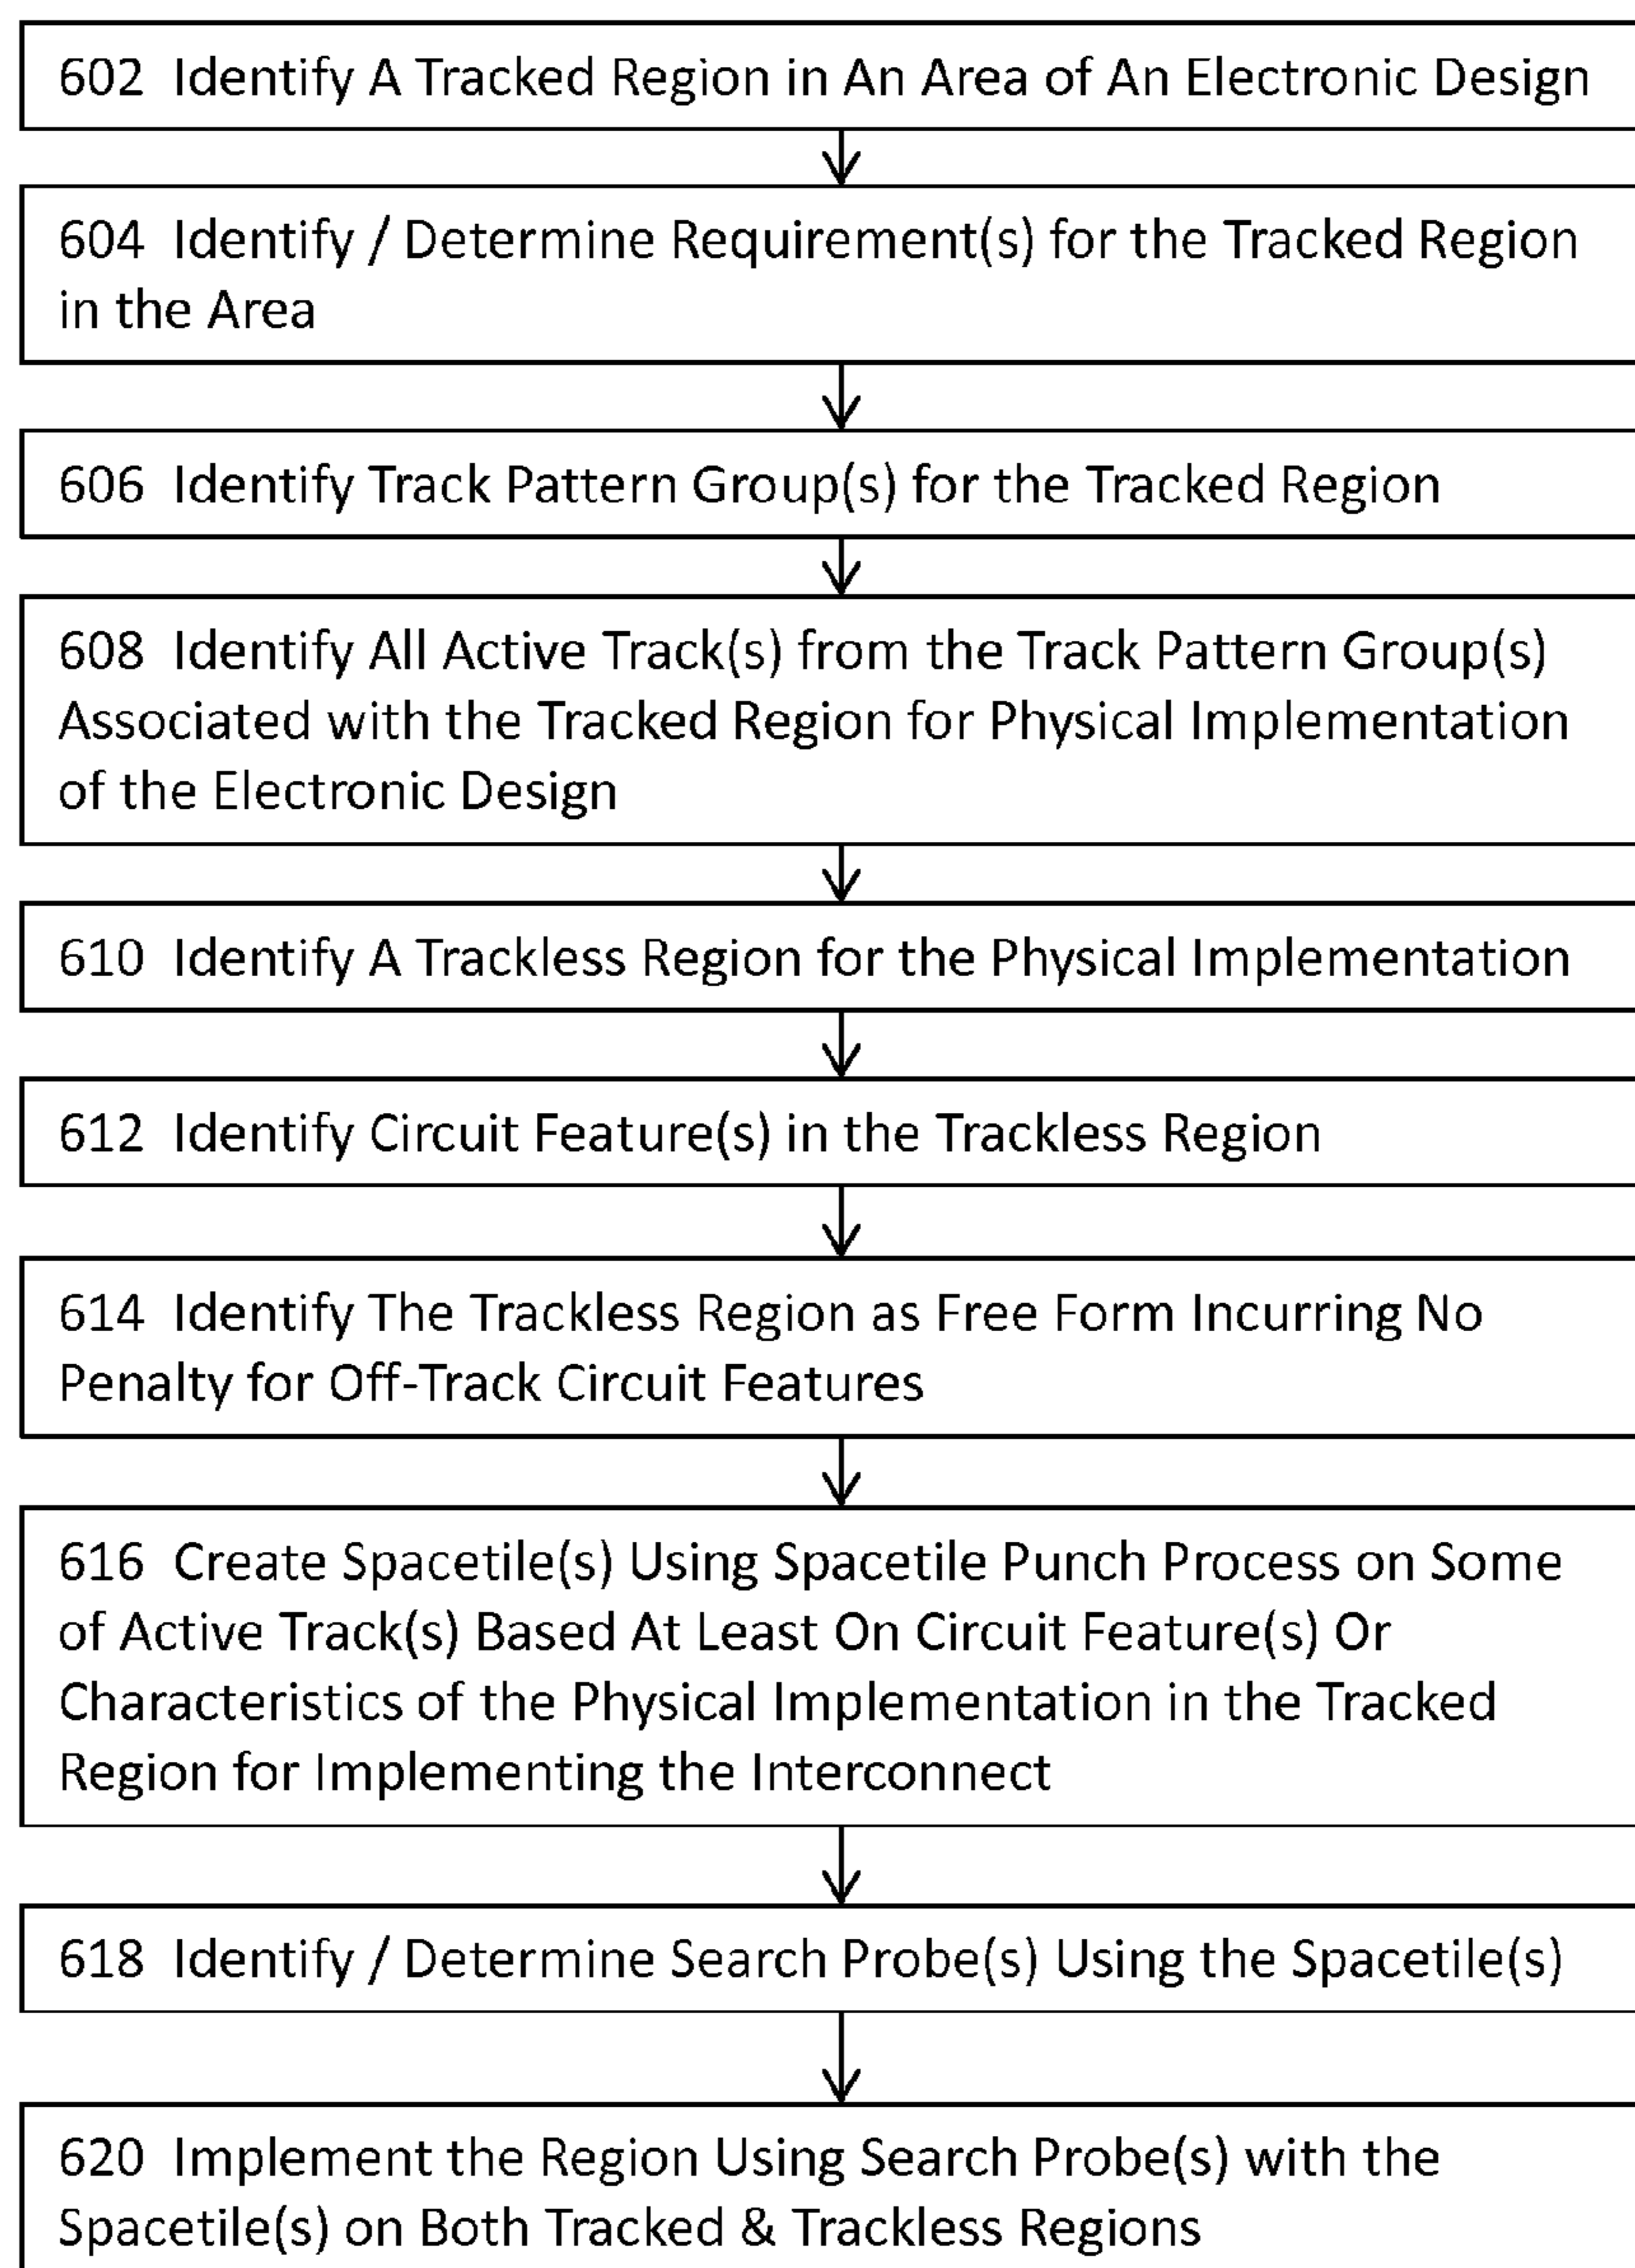 602 Identify A Tracked Region in An Area of An Electronic Design
604 Identify / Determine Requirement(s) for the Tracked Region
in the Area
606 Identify Track Pattern Group(s) for the Tracked Region
608 Identify All Active Track(s) from the Track Pattern Group(s)
Associated with the Tracked Region for Physical Implementation
of the Electronic Design
610 Identify A Trackless Region for the Physical Implementation
612 Identify Circuit Feature(s) in the Trackless Region
614 Identify The Trackless Region as Free Form Incurring No
Penalty for Off-Track Circuit Features
616 Create Spacetile(s) Using Spacetile Punch Process on Some
of Active Track(s) Based At Least On Circuit Feature(s) Or
Characteristics of the Physical Implementation in the Tracked
Region for Implementing the Interconnect
618 Identify / Determine Search Probe(s) Using the Spacetile(s)
620 Implement the Region Using Search Probe(s) with the
Spacetile(s) on Both Tracked & Trackless Regions